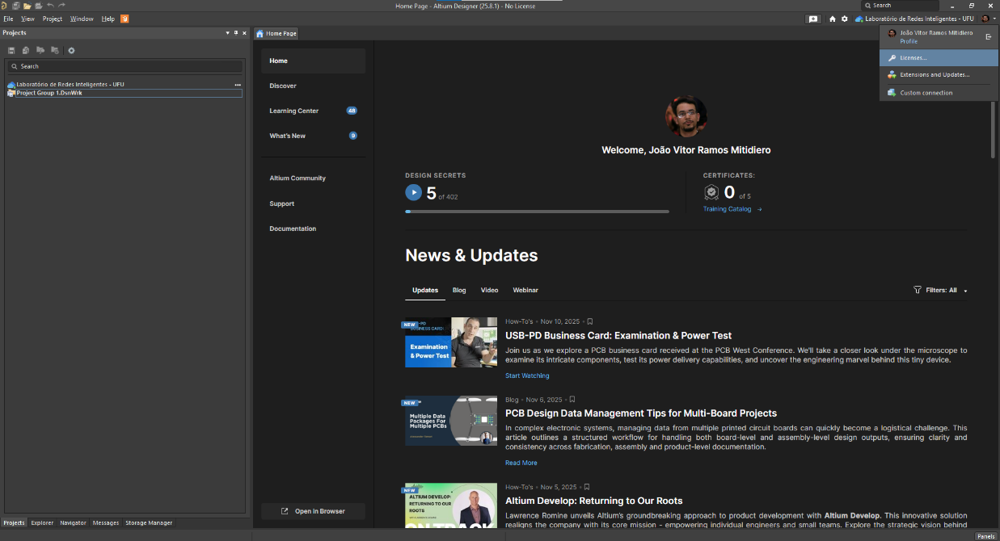 Home Page - Altium Designer (25.8.1) - No License
Search
File View Project Window Help
Laboratório de Redes Inteligentes - UFU
Projects
Home Page
João Vitor Ramos Mitidiero
Profile
Licenses...
Extensions and Updates...
Custom connection
Search
Laboratório de Redes Inteligentes - UFU
Project Group 1.DsnWrk
Home
Discover
Learning Center 48
What's New 9
Altium Community
Support
Documentation
Open in Browser
Welcome, João Vitor Ramos Mitidiero
DESIGN SECRETS
5 of 402
CERTIFICATES:
0 of 5
Training Catalog →
News & Updates
Updates Blog Video Webinar
Filters: All
NEW
BUSINESS CARD:
Examination
& Power Test
How-To's • Nov 10, 2025 •
USB-PD Business Card: Examination & Power Test
Join us as we explore a PCB business card received at the PCB West Conference. We'll take a closer look under the microscope to
examine its intricate components, test its power delivery capabilities, and uncover the engineering marvel behind this tiny device.
Start Watching
NEW
Multiple Data
Packages For
Multiple PCBs
Blog • Nov 6, 2025 •
PCB Design Data Management Tips for Multi-Board Projects
In complex electronic systems, managing data from multiple printed circuit boards can quickly become a logistical challenge. This
article outlines a structured workflow for handling both board-level and assembly-level design outputs, ensuring clarity and
consistency across fabrication, assembly and product-level documentation.
Read More
NEW
ALTIUM DEVELOP:
RETURNING TO OUR
ROOTS
ON TRACK
How-To's • Nov 5, 2025 •
Altium Develop: Returning to Our Roots
Lawrence Romine unveils Altium's groundbreaking approach to product development with Altium Develop. This innovative solution
realigns the company with its core mission - empowering individual engineers and small teams. Explore the strategic vision behind
Projects Explorer Navigator Messages Storage Manager
Panels